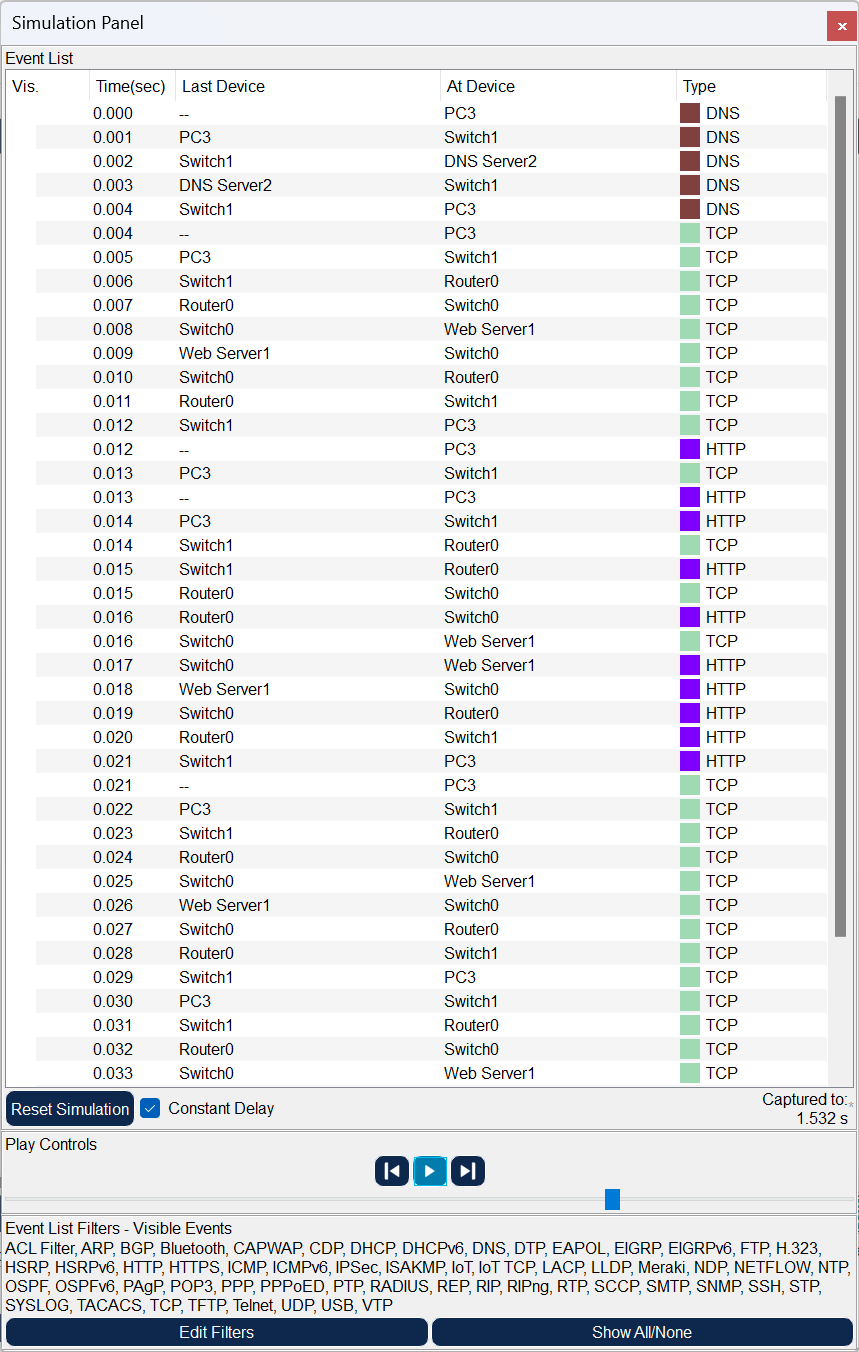 Simulation Panel
Event List
Vis. Time(sec) Last Device At Device Type
0.000 -- PC3 DNS
0.001 PC3 Switch1 DNS
0.002 Switch1 DNS Server2 DNS
0.003 DNS Server2 Switch1 DNS
0.004 Switch1 PC3 DNS
0.004 -- PC3 TCP
0.005 PC3 Switch1 TCP
0.006 Switch1 Router0 TCP
0.007 Router0 Switch0 TCP
0.008 Switch0 Web Server1 TCP
0.009 Web Server1 Switch0 TCP
0.010 Switch0 Router0 TCP
0.011 Router0 Switch1 TCP
0.012 Switch1 PC3 TCP
0.012 -- PC3 HTTP
0.013 PC3 Switch1 TCP
0.013 -- PC3 HTTP
0.014 PC3 Switch1 HTTP
0.014 Switch1 Router0 TCP
0.015 Switch1 Router0 HTTP
0.015 Router0 Switch0 TCP
0.016 Router0 Switch0 HTTP
0.016 Switch0 Web Server1 TCP
0.017 Switch0 Web Server1 HTTP
0.018 Web Server1 Switch0 HTTP
0.019 Switch0 Router0 HTTP
0.020 Router0 Switch1 HTTP
0.021 Switch1 PC3 HTTP
0.021 -- PC3 TCP
0.022 PC3 Switch1 TCP
0.023 Switch1 Router0 TCP
0.024 Router0 Switch0 TCP
0.025 Switch0 Web Server1 TCP
0.026 Web Server1 Switch0 TCP
0.027 Switch0 Router0 TCP
0.028 Router0 Switch1 TCP
0.029 Switch1 PC3 TCP
0.030 PC3 Switch1 TCP
0.031 Switch1 Router0 TCP
0.032 Router0 Switch0 TCP
0.033 Switch0 Web Server1 TCP
Reset Simulation Constant Delay Captured to:*
1.532 s
Play Controls
Event List Filters - Visible Events
ACL Filter, ARP, BGP, Bluetooth, CAPWAP, CDP, DHCP, DHCPv6, DNS, DTP, EAPOL, EIGRP, EIGRPv6, FTP, H.323,
HSRP, HSRPv6, HTTP, HTTPS, ICMP, ICMPv6, IPSec, ISAKMP, IoT, IoT TCP, LACP, LLDP, Meraki, NDP, NETFLOW, NTP,
OSPF, OSPFv6, PAgP, POP3, PPP, PPPoED, PTP, RADIUS, REP, RIP, RIPng, RTP, SCCP, SMTP, SNMP, SSH, STP,
SYSLOG, TACACS, TCP, TFTP, Telnet, UDP, USB, VTP
Edit Filters Show All/None